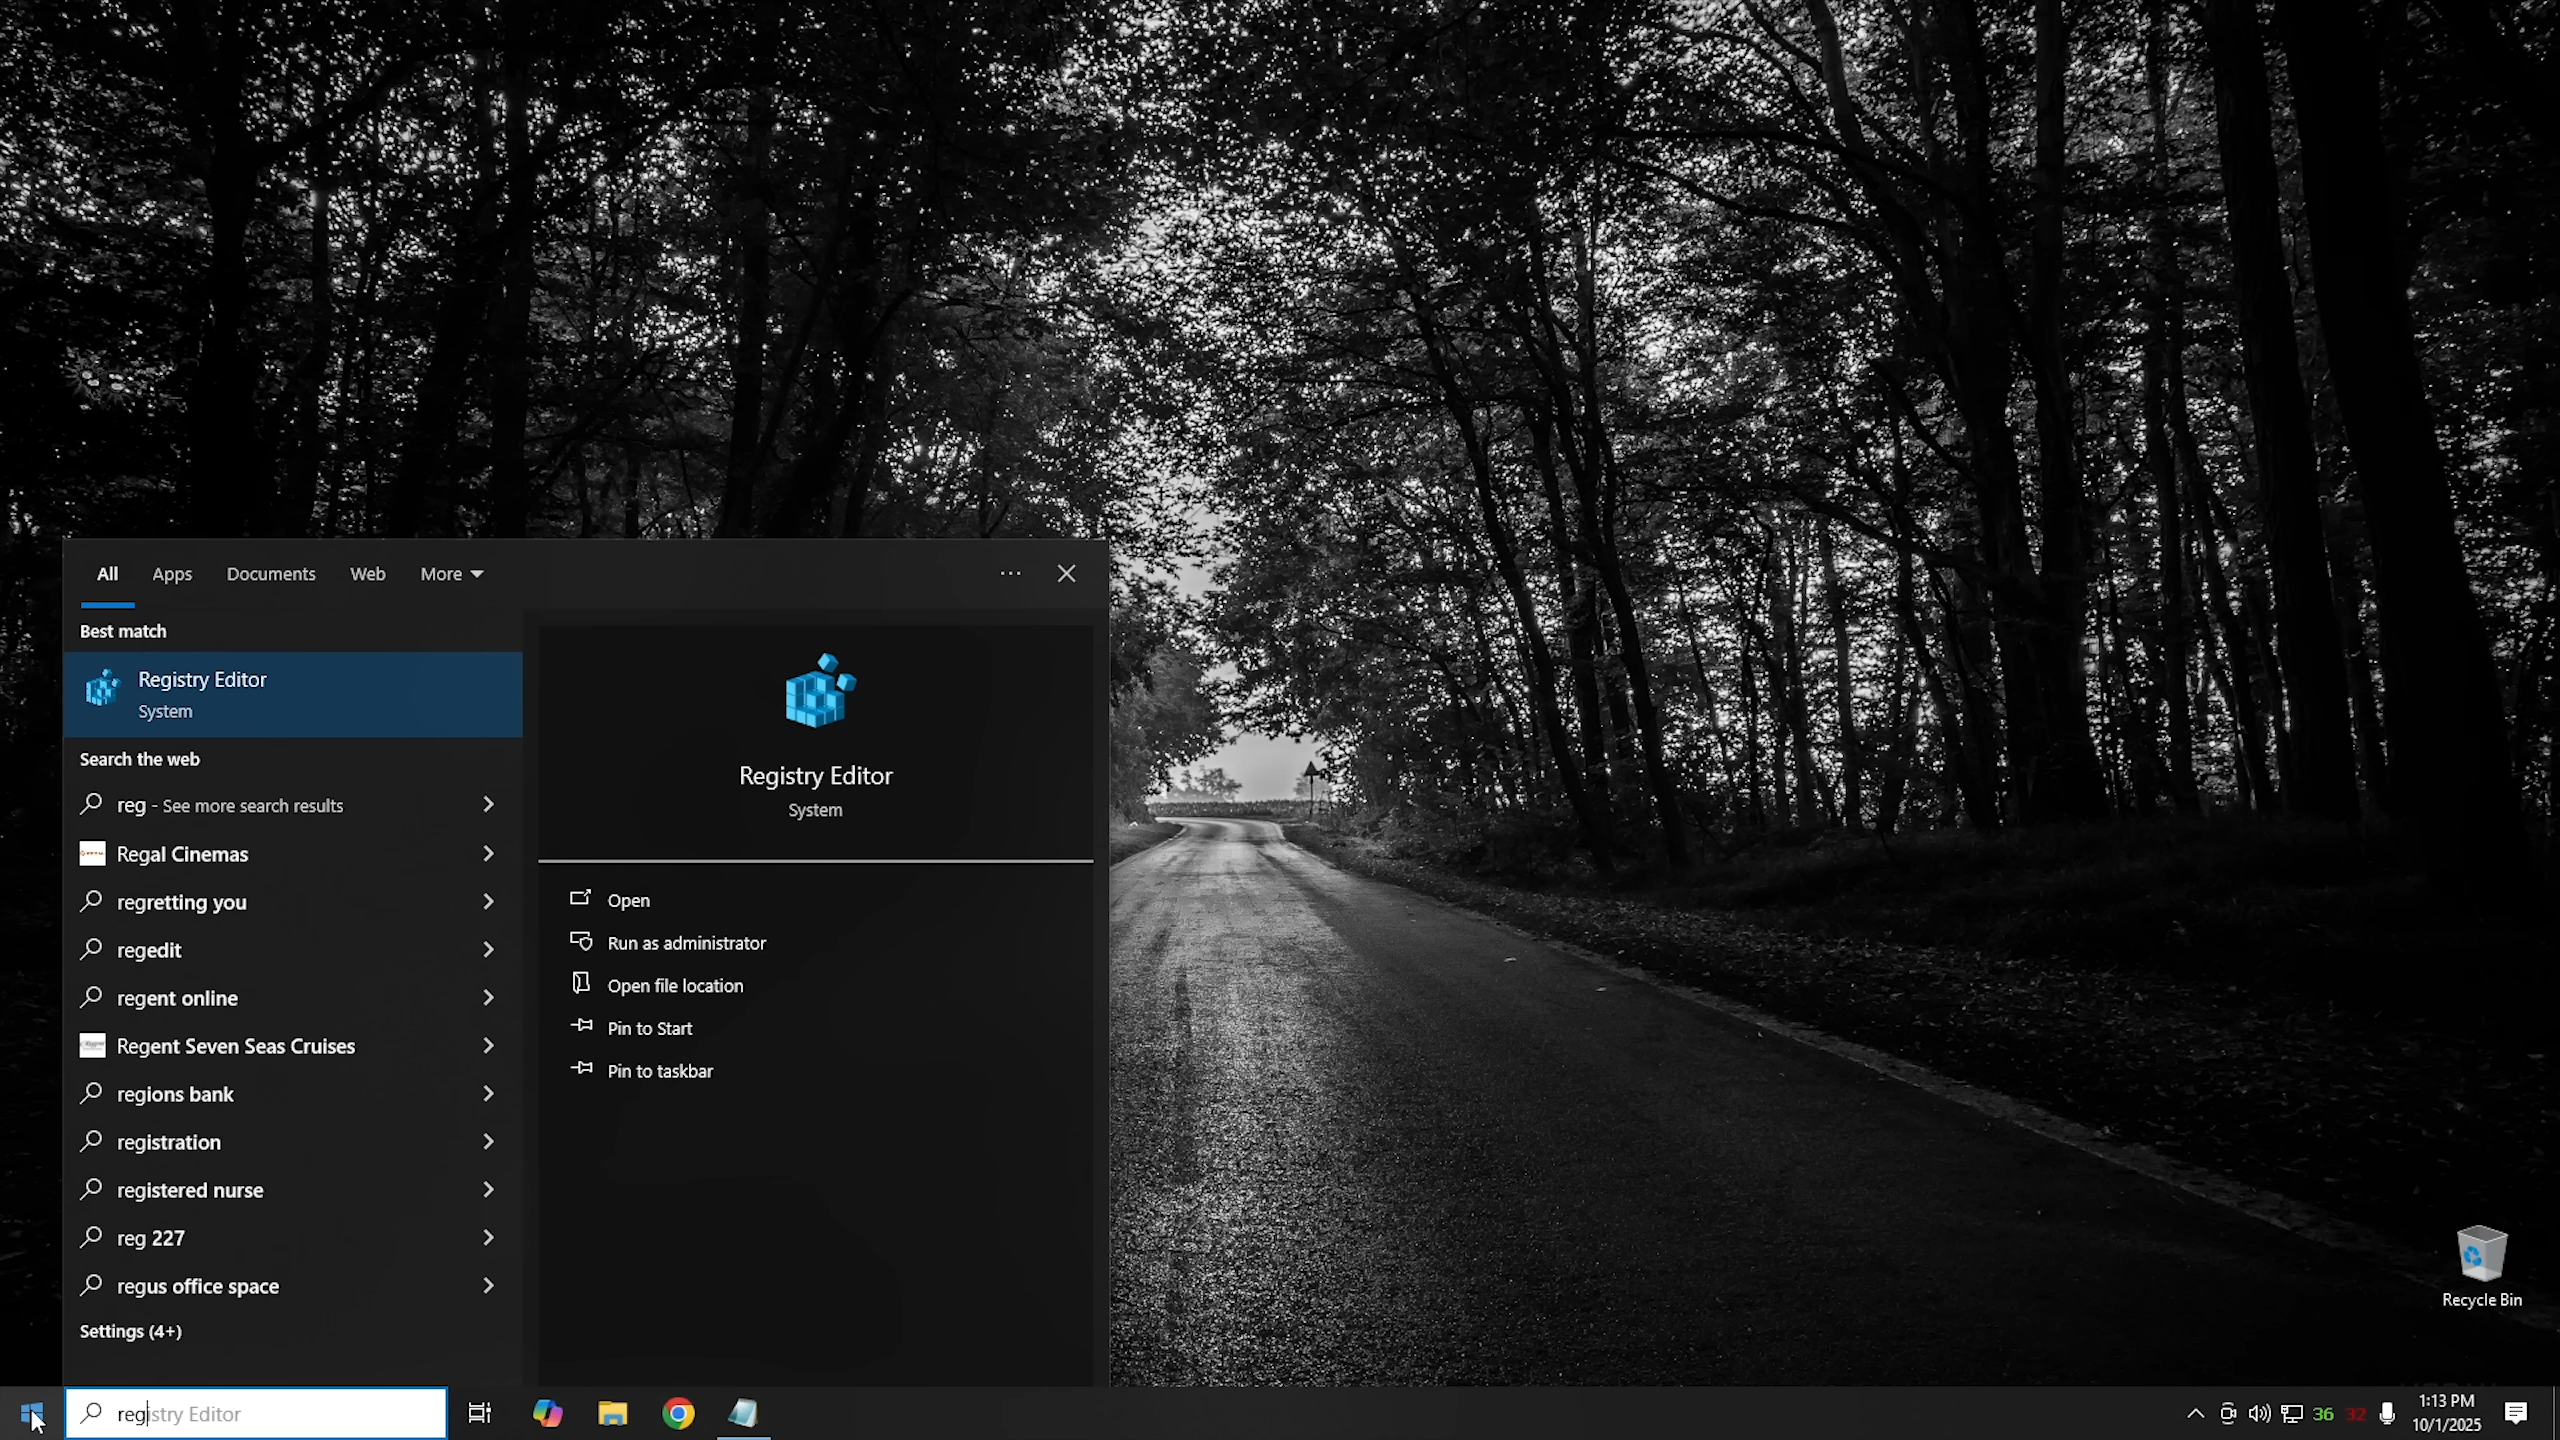 All
Apps
Documents
Web
More
Best match
Registry Editor
System
Search the web
reg - See more search results
Regal Cinemas
regretting you
regedit
regent online
Regent Seven Seas Cruises
regions bank
registration
registered nurse
reg 227
regus office space
Settings (4+)
Registry Editor
System
Open
Run as administrator
Open file location
Pin to Start
Pin to taskbar
Recycle Bin
registry Editor
36
32
1:13 PM
10/1/2025